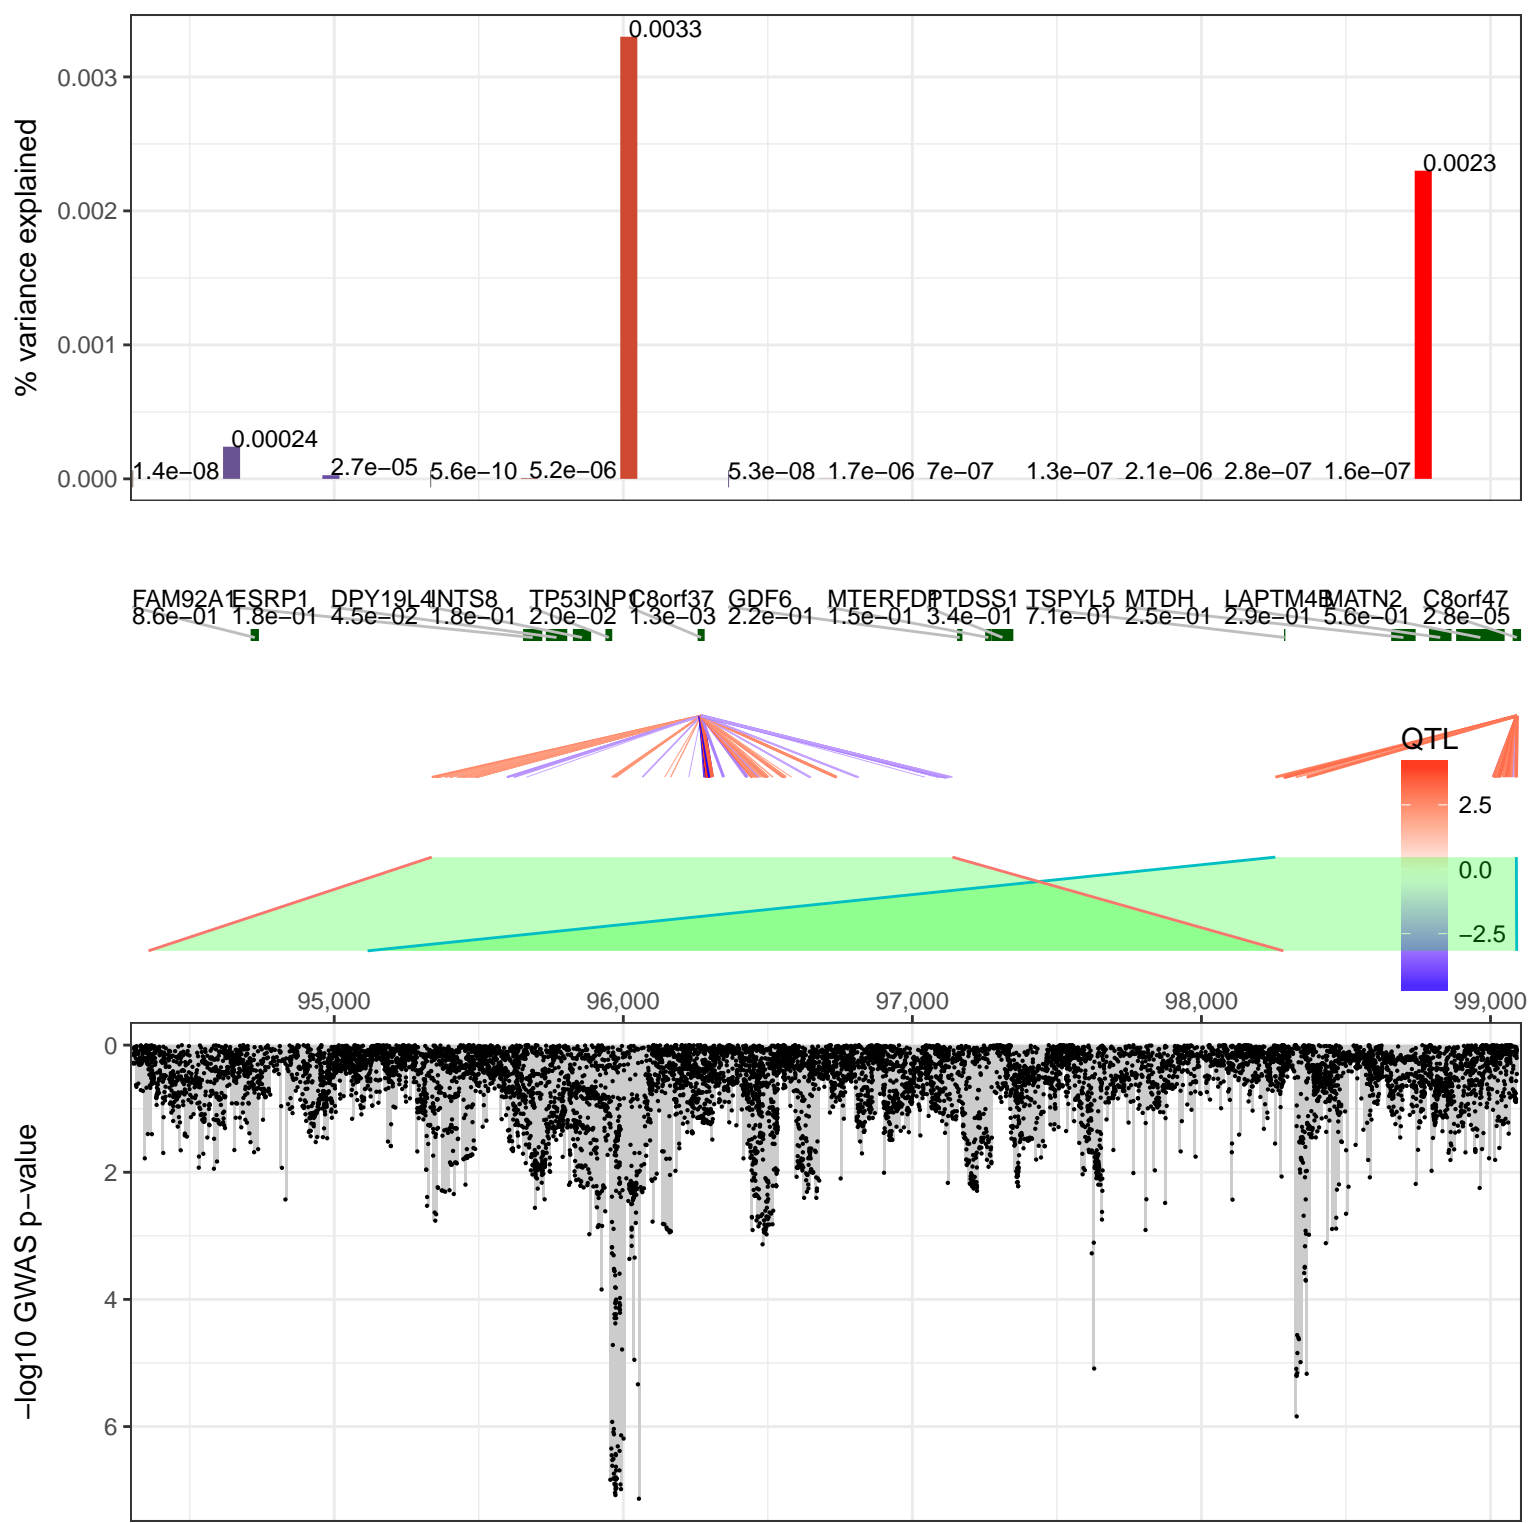 0.0033
0.003
0.0023
0.002
% variance explained
0.001
0.00024
0.000
1.4e−08 2.7e−05 5.6e−10 5.2e−06 5.3e−08 1.7e−06 7e−07 1.3e−07 2.1e−06 2.8e−07 1.6e−07
FAM92A1 ESRP1 DPY19L4 INTS8 TP53INP1 C8orf37 GDF6 MTERFD1 PTDSS1 TSPYL5 MTDH LAPTM4B MATN2 C8orf47
8.6e−01 1.8e−01 4.5e−02 1.8e−01 2.0e−02 1.3e−03 2.2e−01 1.5e−01 3.4e−01 7.1e−01 2.5e−01 2.9e−01 5.6e−01 2.8e−05
QTL
2.5
0.0
−2.5
95,000 96,000 97,000 98,000 99,000
0
2
−log10 GWAS p−value
4
6